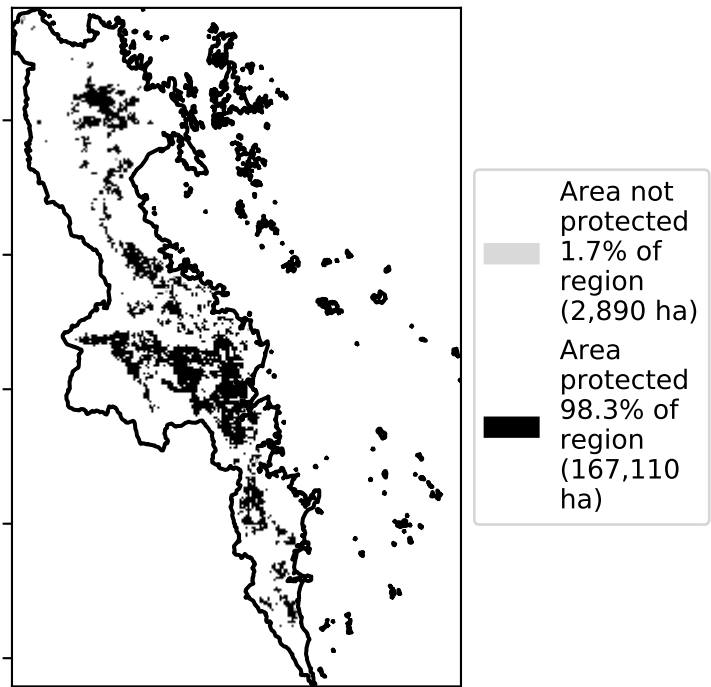 Area not
protected
1.7% of
region
(2,890 ha)
Area
protected
98.3% of
region
(167,110
ha)